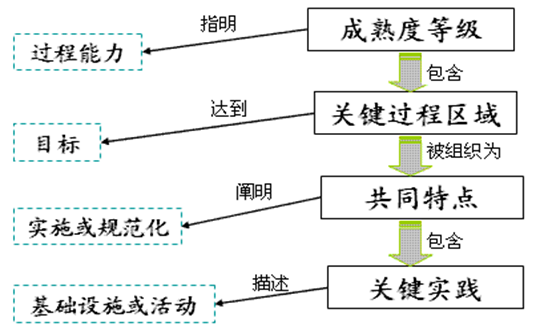 成熟度等级
指明
过程能力
包含
关键过程区域
达到
目标
被组织为
共同特点
阐明
实施或规范化
包含
关键实践
描述
基础设施或活动